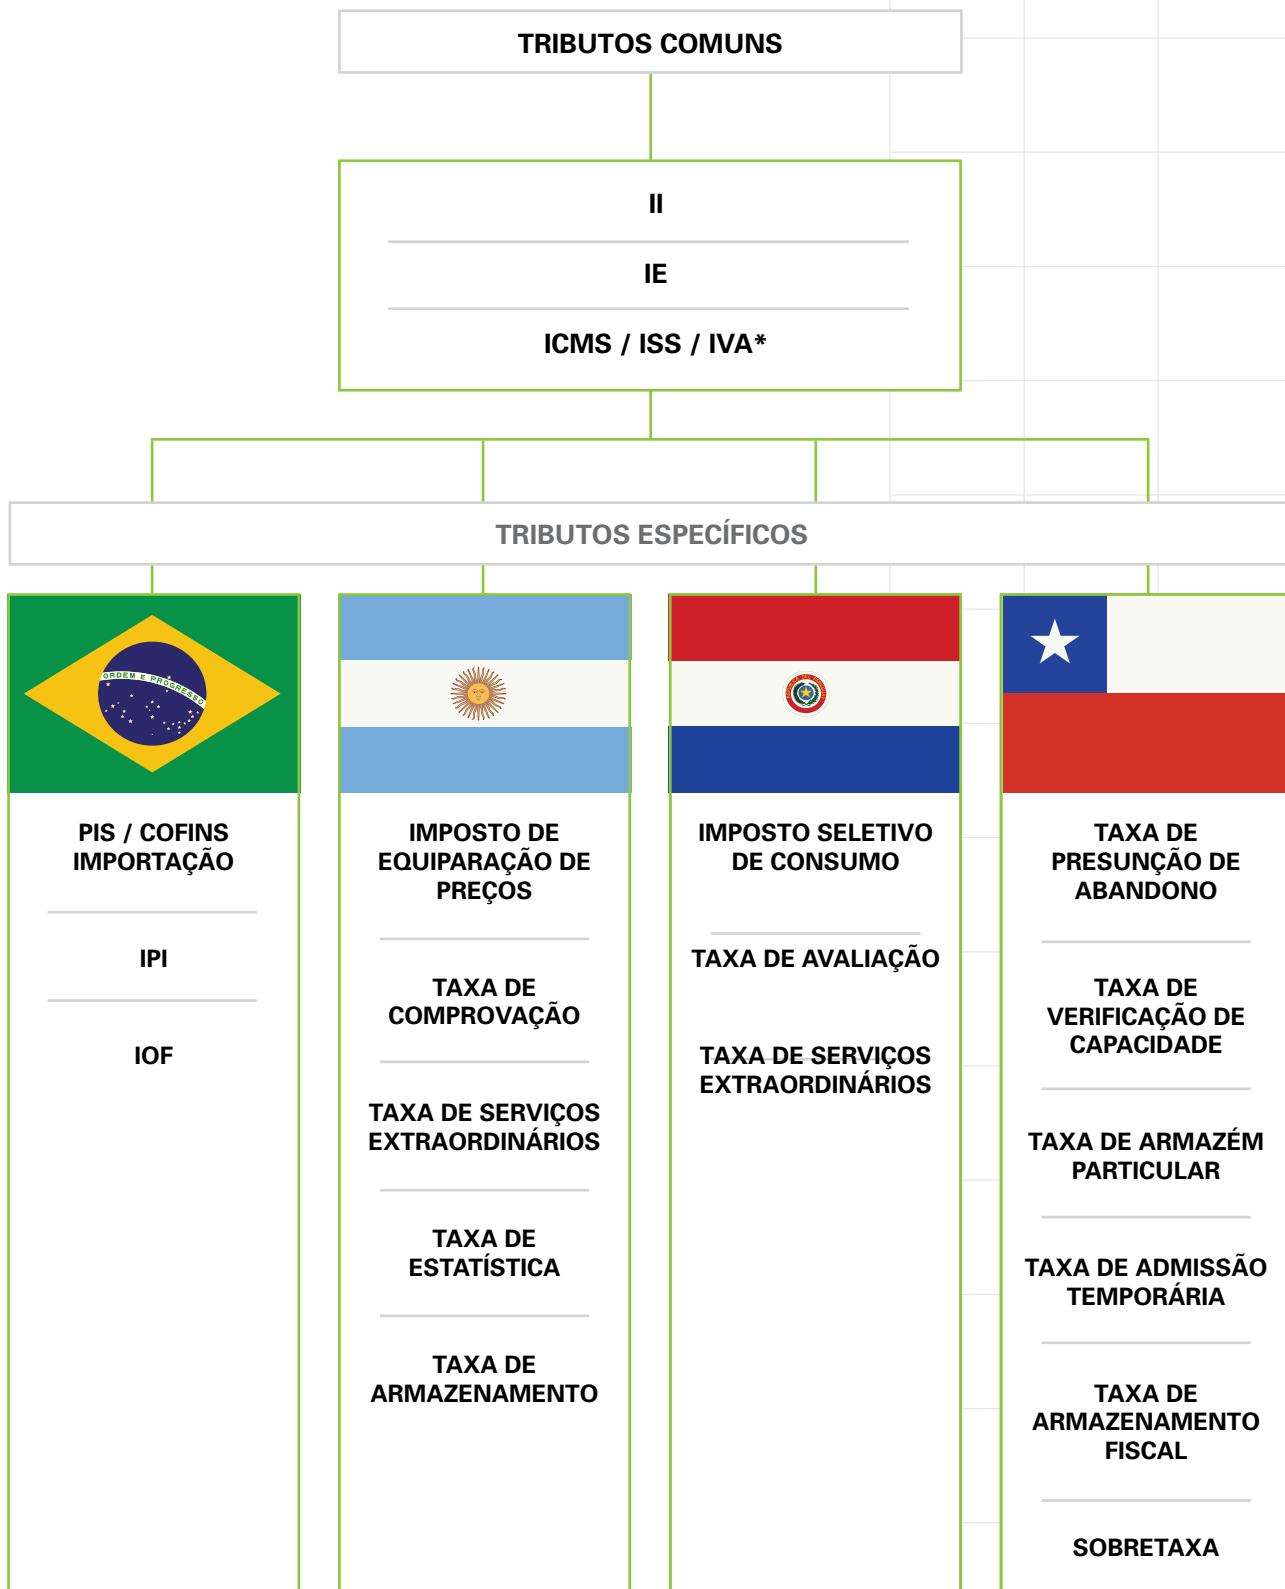 TRIBUTOS COMUNS
II
IE
ICMS / ISS / IVA*
TRIBUTOS ESPECÍFICOS
ORDEM E PROGRESSO
PIS / COFINS
IMPORTAÇÃO
IPI
IOF
IMPOSTO DE
EQUIPARAÇÃO DE
PREÇOS
TAXA DE
COMPROVAÇÃO
TAXA DE SERVIÇOS
EXTRAORDINÁRIOS
TAXA DE
ESTATÍSTICA
TAXA DE
ARMAZENAMENTO
IMPOSTO SELETIVO
DE CONSUMO
TAXA DE AVALIAÇÃO
TAXA DE SERVIÇOS
EXTRAORDINÁRIOS
TAXA DE
PRESUNÇÃO DE
ABANDONO
TAXA DE
VERIFICAÇÃO DE
CAPACIDADE
TAXA DE ARMAZÉM
PARTICULAR
TAXA DE ADMISSÃO
TEMPORÁRIA
TAXA DE
ARMAZENAMENTO
FISCAL
SOBRETAXA